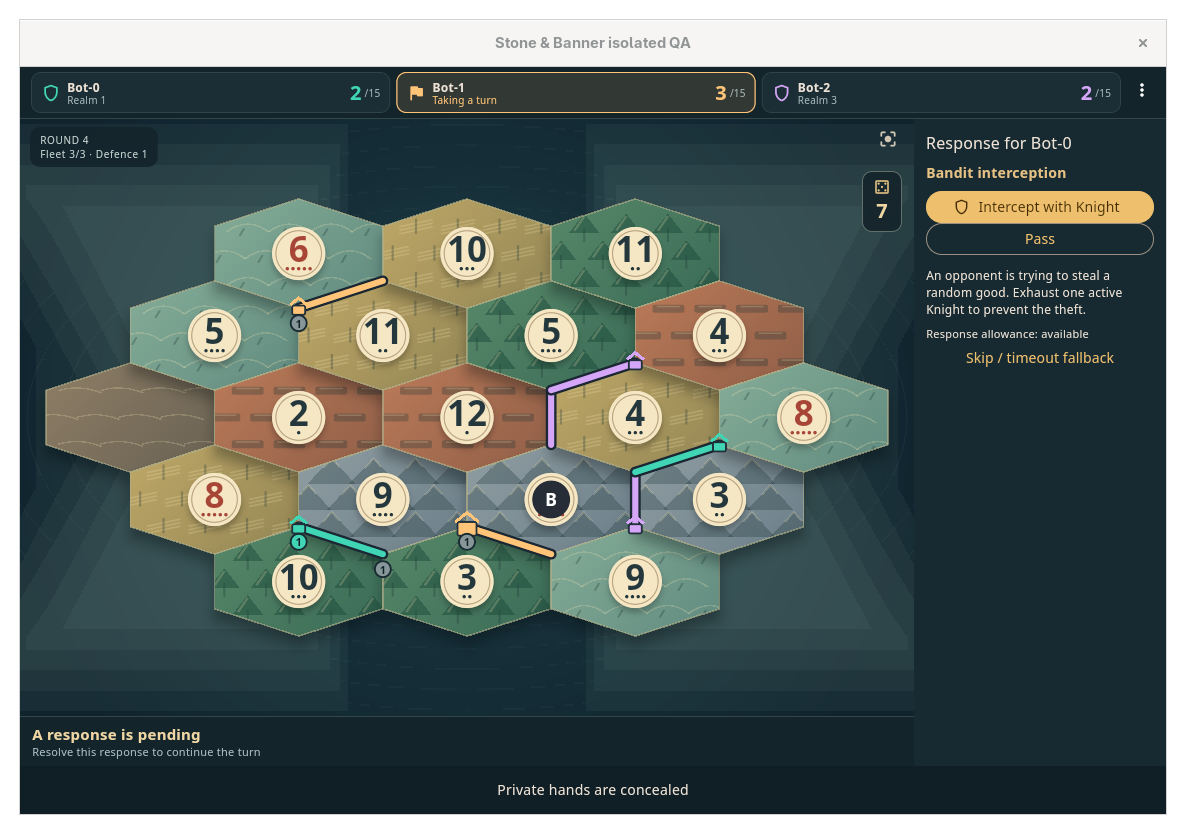 Stone & Banner isolated QA
×
Bot-0
Realm 1
2 /15
Bot-1
Taking a turn
3 /15
Bot-2
Realm 3
2 /15
ROUND 4
Fleet 3/3 · Defence 1
7
6
10
11
1
5
11
5
4
2
12
4
8
8
9
B
3
1
1
1
10
3
9
Response for Bot-0
Bandit interception
Intercept with Knight
Pass
An opponent is trying to steal a
random good. Exhaust one active
Knight to prevent the theft.
Response allowance: available
Skip / timeout fallback
A response is pending
Resolve this response to continue the turn
Private hands are concealed